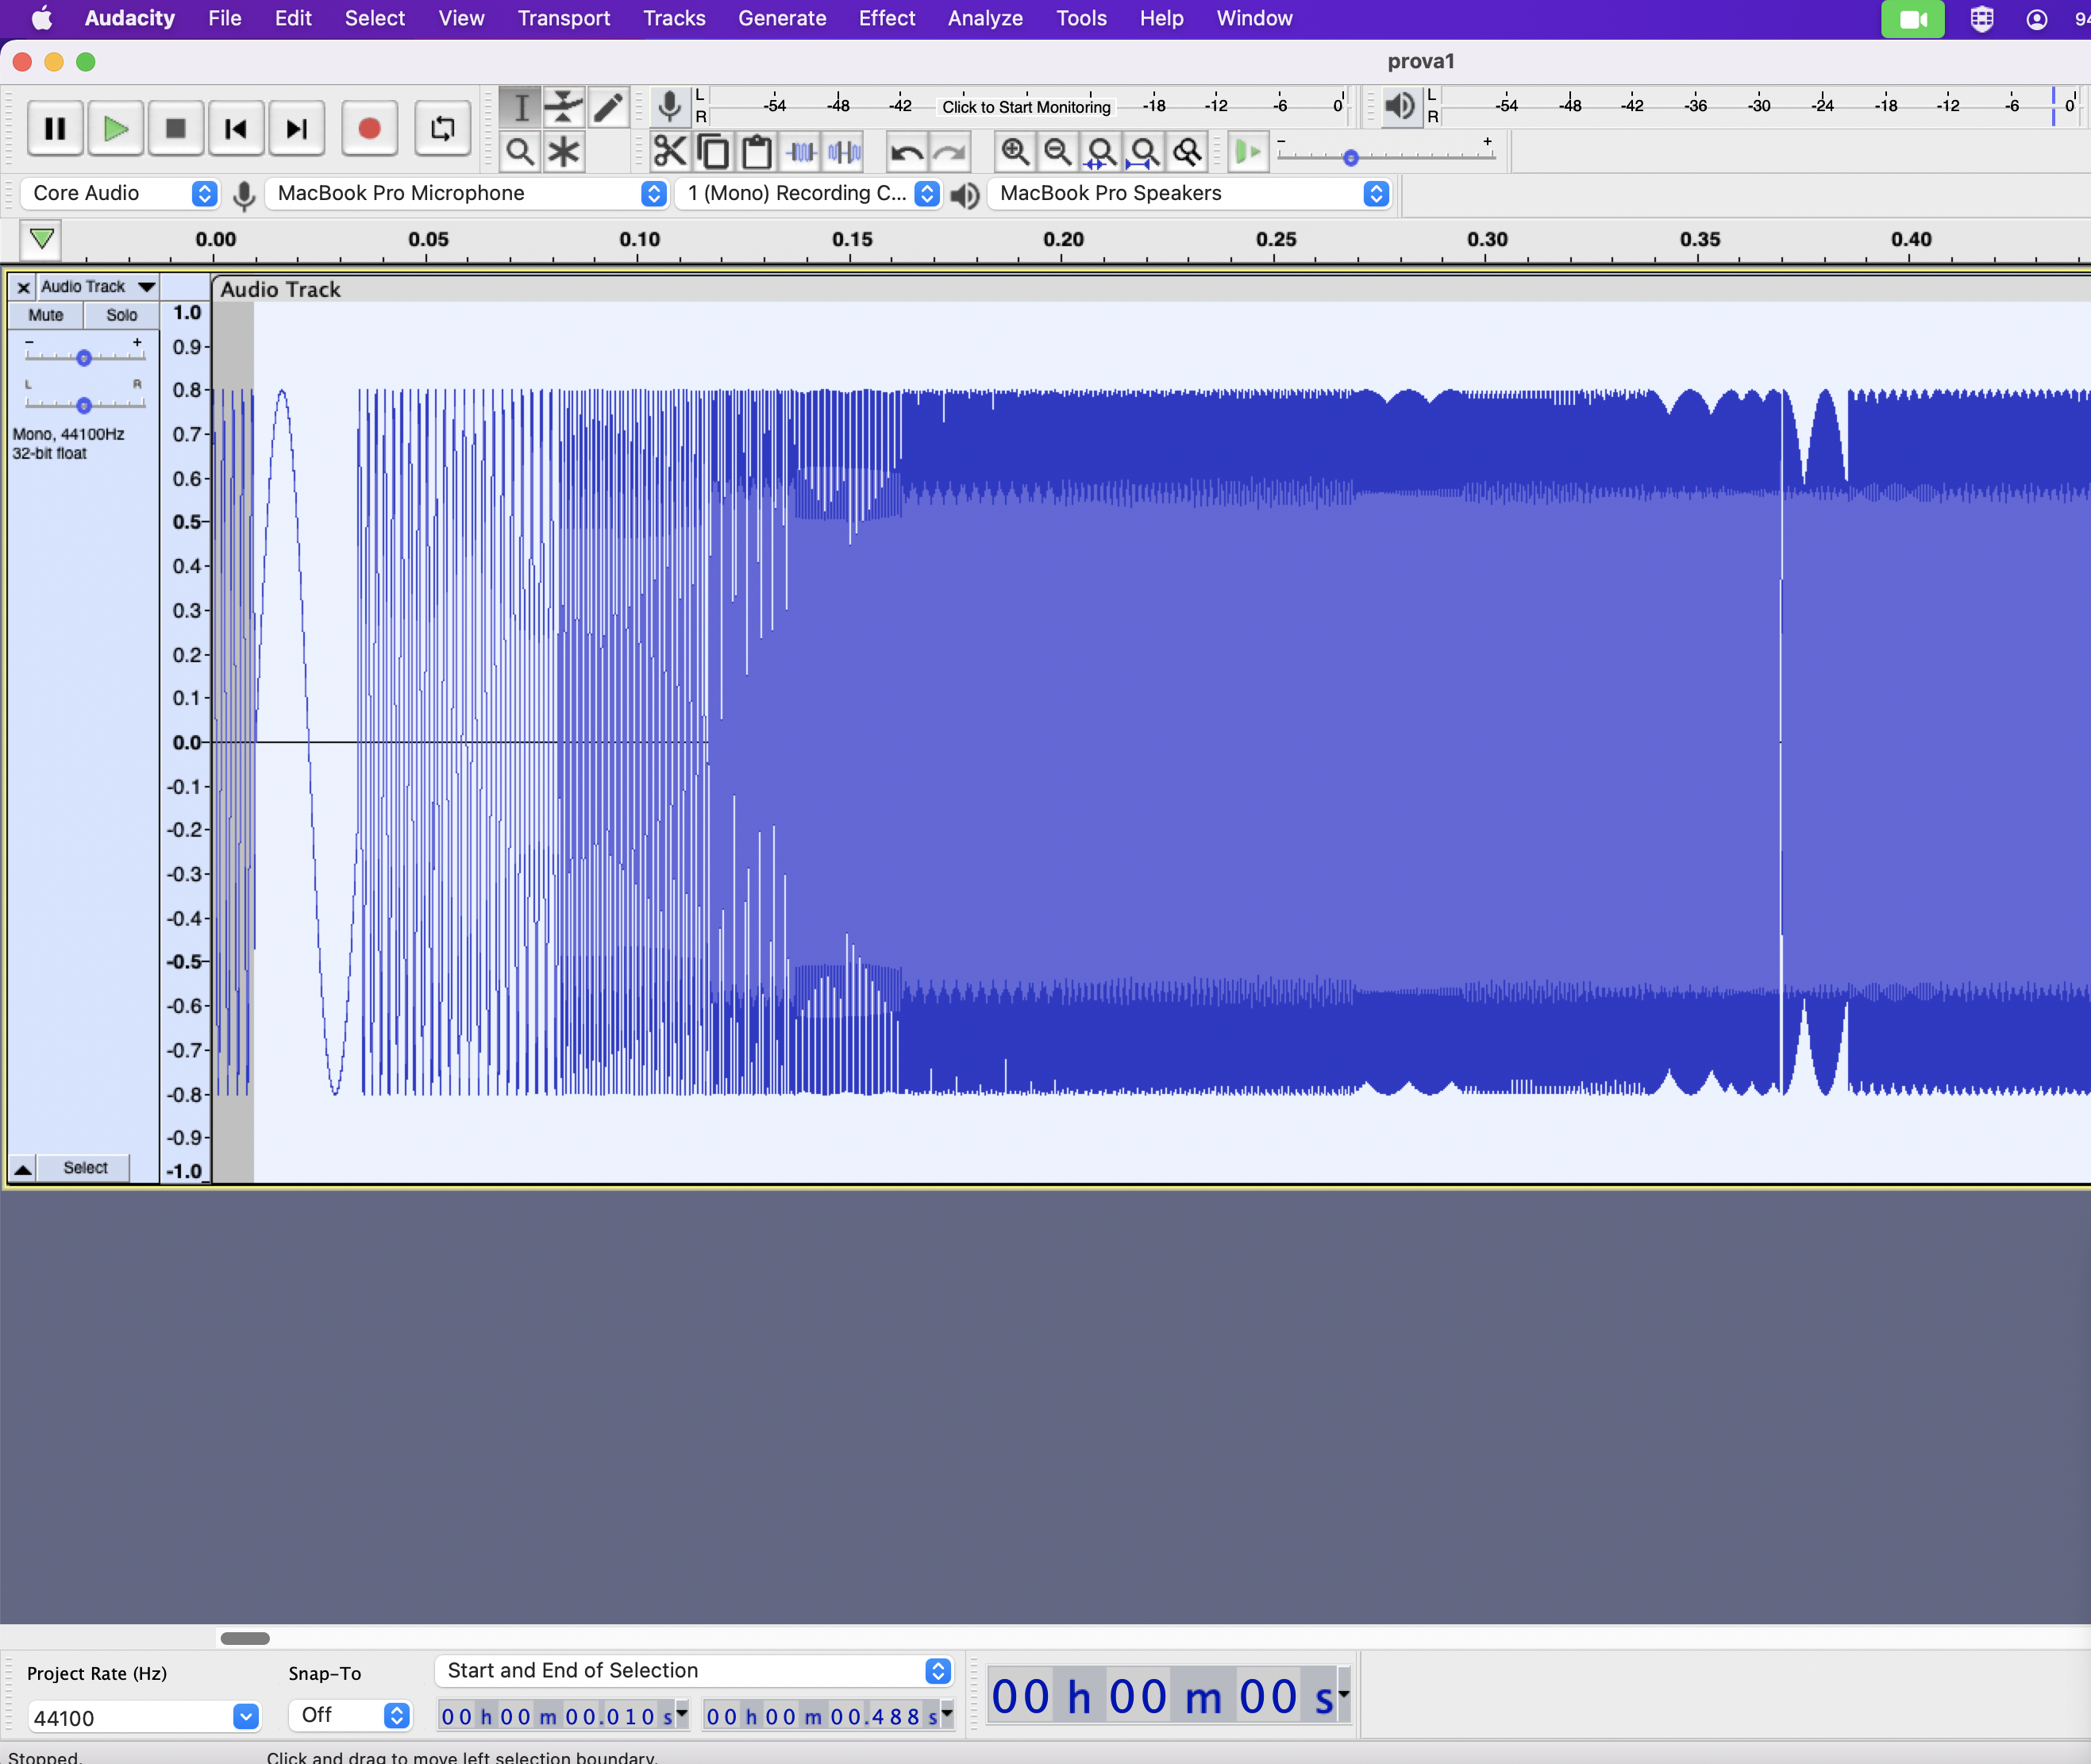 Audacity File Edit Select View Transport Tracks Generate Effect Analyze Tools Help Window 94
prova1
L -54 -48 -42 Click to Start Monitoring -18 -12 -6 0 L -54 -48 -42 -36 -30 -24 -18 -12 -6 0
R R
- +
Core Audio MacBook Pro Microphone 1 (Mono) Recording C... MacBook Pro Speakers
0.00 0.05 0.10 0.15 0.20 0.25 0.30 0.35 0.40
Audio Track Audio Track
Mute Solo 1.0
- + 0.9
L R 0.8
Mono, 44100Hz 0.7
32-bit float
0.6
0.5
0.4
0.3
0.2
0.1
0.0
-0.1
-0.2
-0.3
-0.4
-0.5
-0.6
-0.7
-0.8
-0.9
Select -1.0
Project Rate (Hz) Snap-To Start and End of Selection
44100 Off 00 h 00 m 00.010 s 00 h 00 m 00.488 s 00 h 00 m 00 s
Stopped. Click and drag to move left selection boundary.